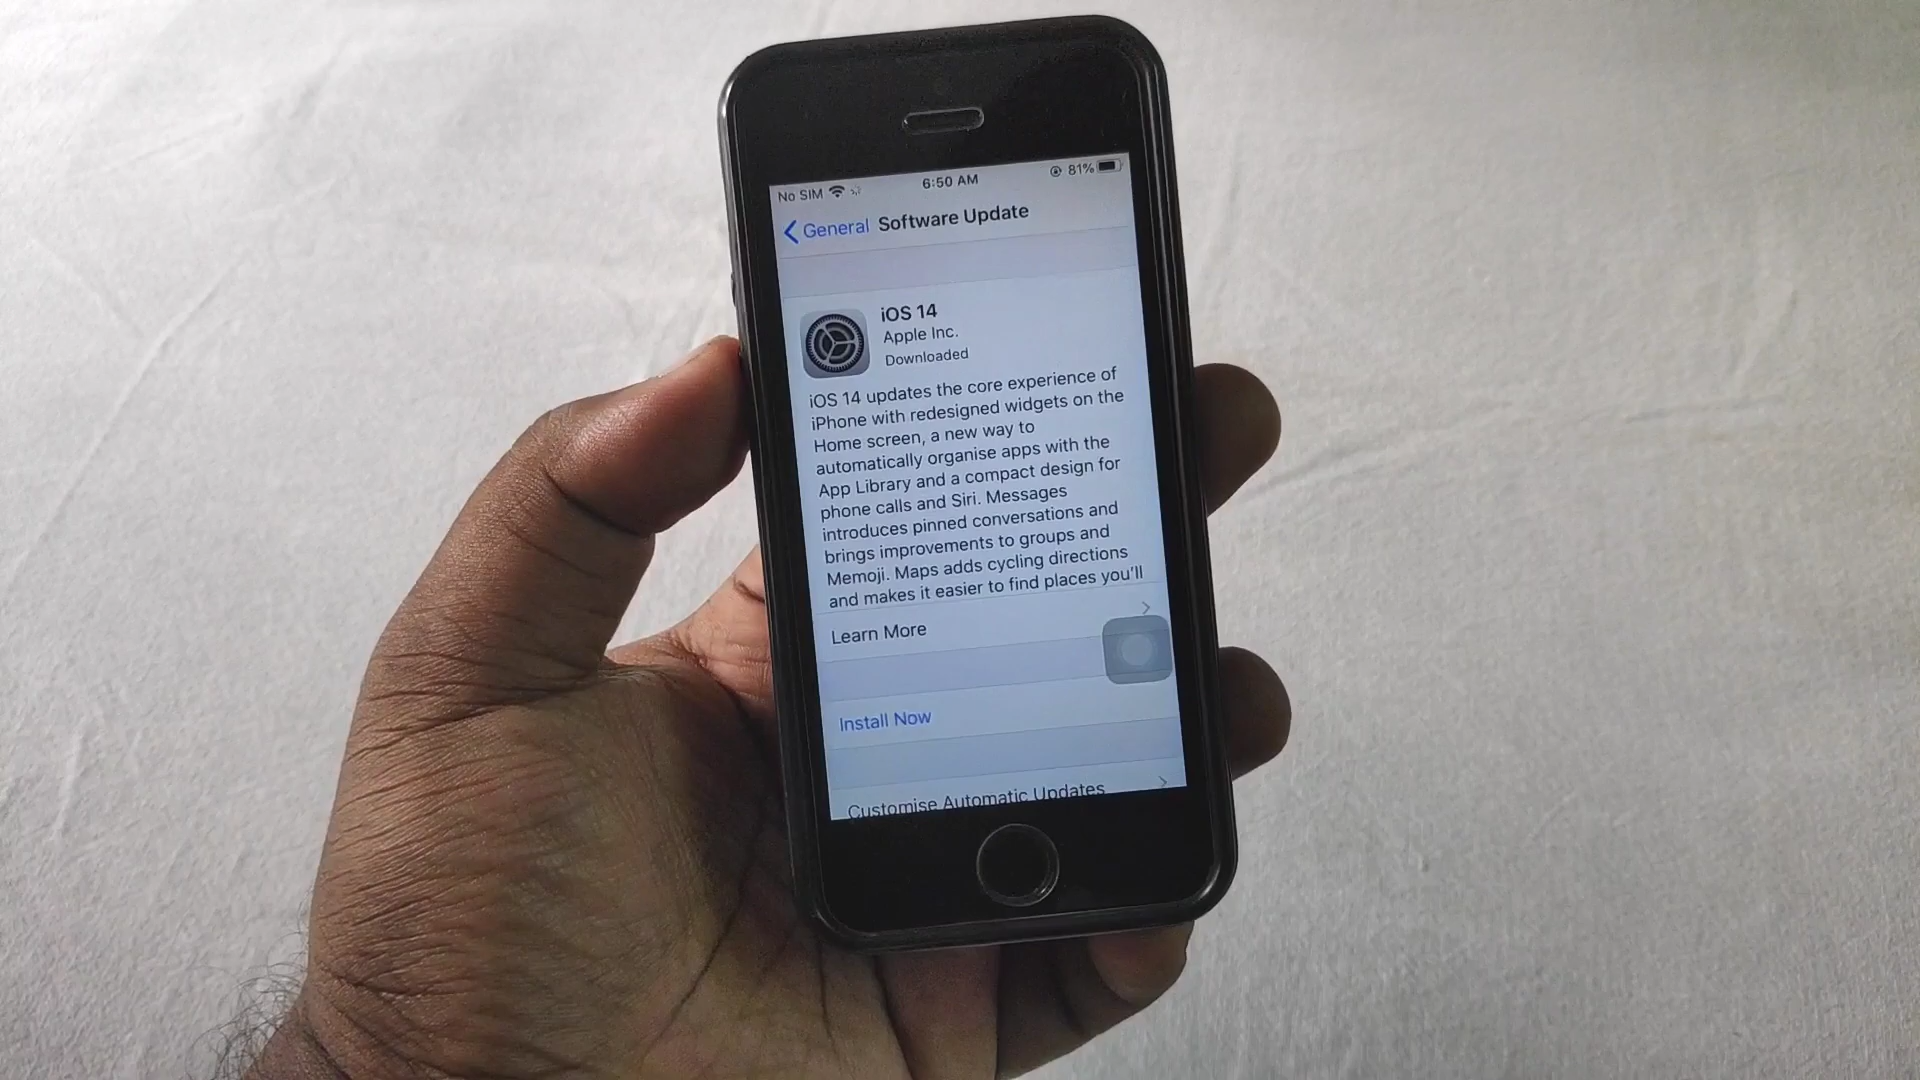 No SIM 6:50 AM 81%
General Software Update
iOS 14
Apple Inc.
Downloaded
iOS 14 updates the core experience of
iPhone with redesigned widgets on the
Home screen, a new way to
automatically organise apps with the
App Library and a compact design for
phone calls and Siri. Messages
introduces pinned conversations and
brings improvements to groups and
Memoji. Maps adds cycling directions
and makes it easier to find places you'll
Learn More
Install Now
Customise Automatic Updates